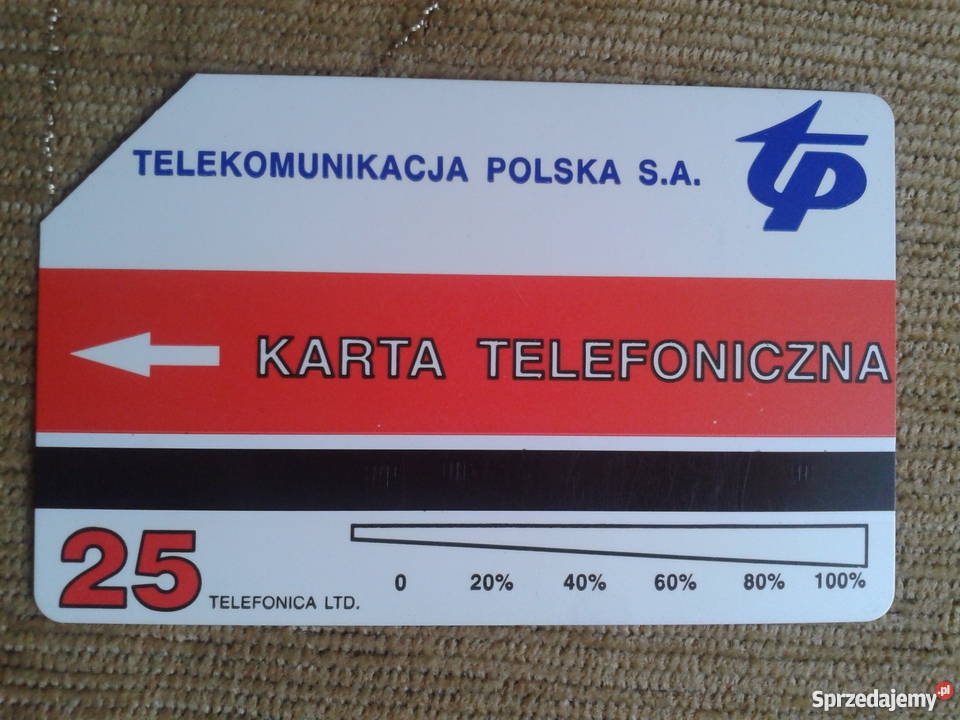 TELEKOMUNIKACJA POLSKA S.A.
tp
KARTA TELEFONICZNA
25
TELEFONICA LTD.
0 20% 40% 60% 80% 100%
Sprzedajemy.pl